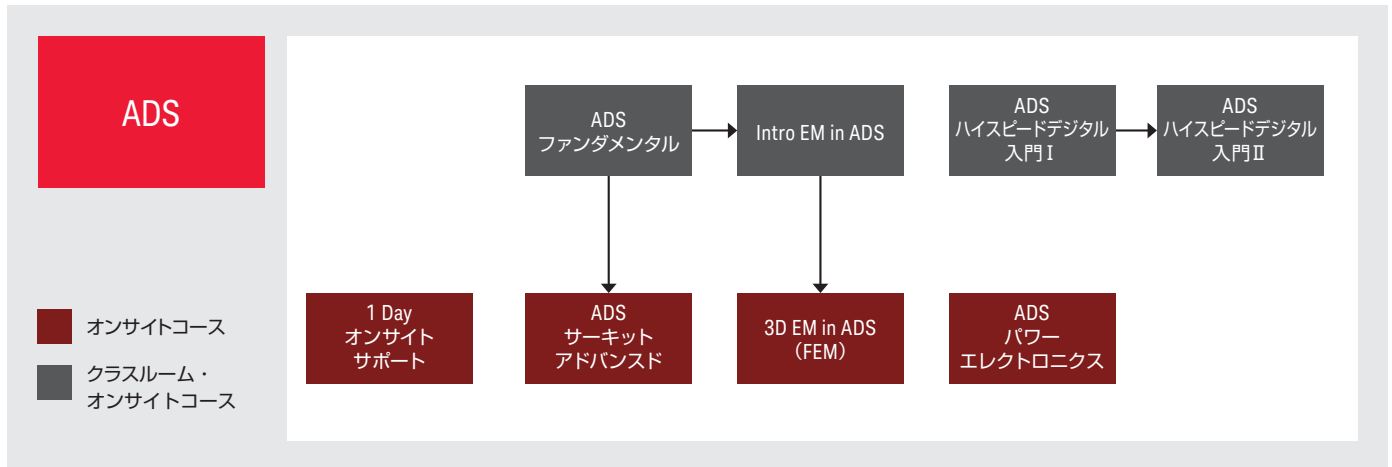 ADS
オンサイトコース
クラスルーム・
オンサイトコース
ADS
ファンダメンタル
Intro EM in ADS
ADS
ハイスピードデジタル
入門Ⅰ
ADS
ハイスピードデジタル
入門Ⅱ
1 Day
オンサイト
サポート
ADS
サーキット
アドバンスド
3D EM in ADS
（FEM）
ADS
パワー
エレクトロニクス